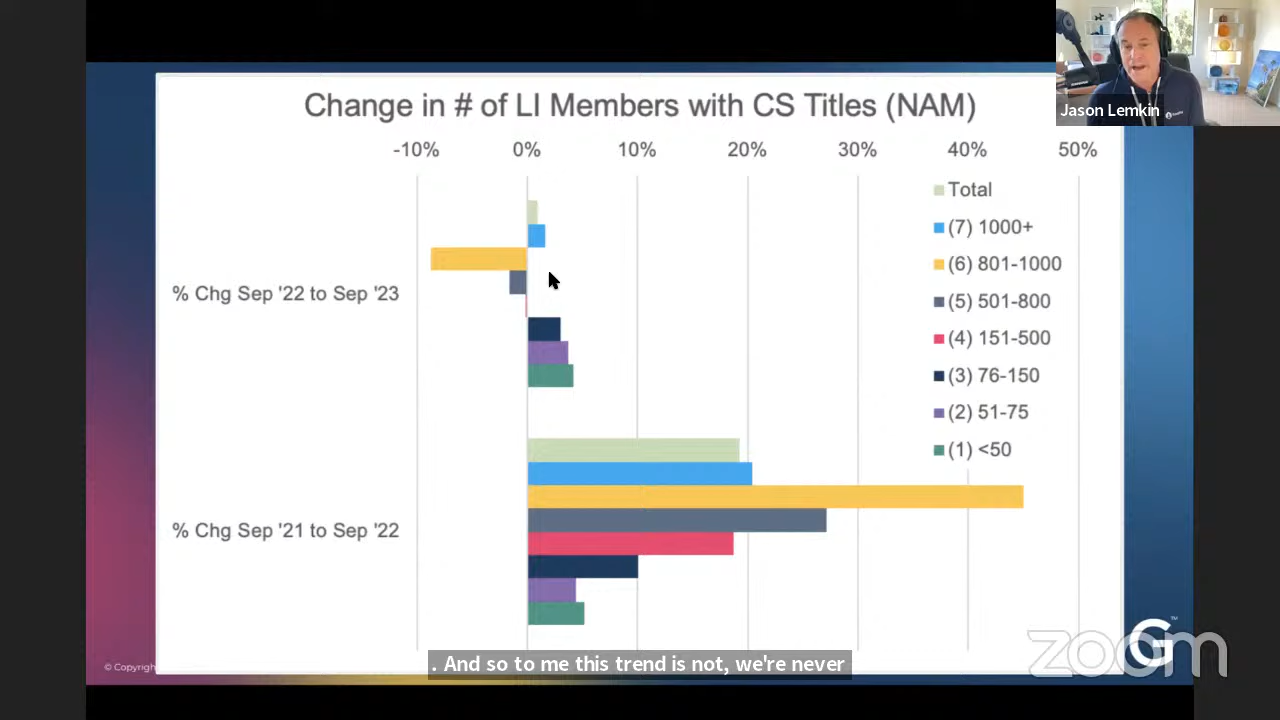 Jason Lemkin
Change in # of LI Members with CS Titles (NAM)
-10% 0% 10% 20% 30% 40% 50%
Total
(7) 1000+
(6) 801-1000
(5) 501-800
(4) 151-500
(3) 76-150
(2) 51-75
(1) <50
% Chg Sep '22 to Sep '23
% Chg Sep '21 to Sep '22
. And so to me this trend is not, we're never
© Copyrigh
G™
zoom